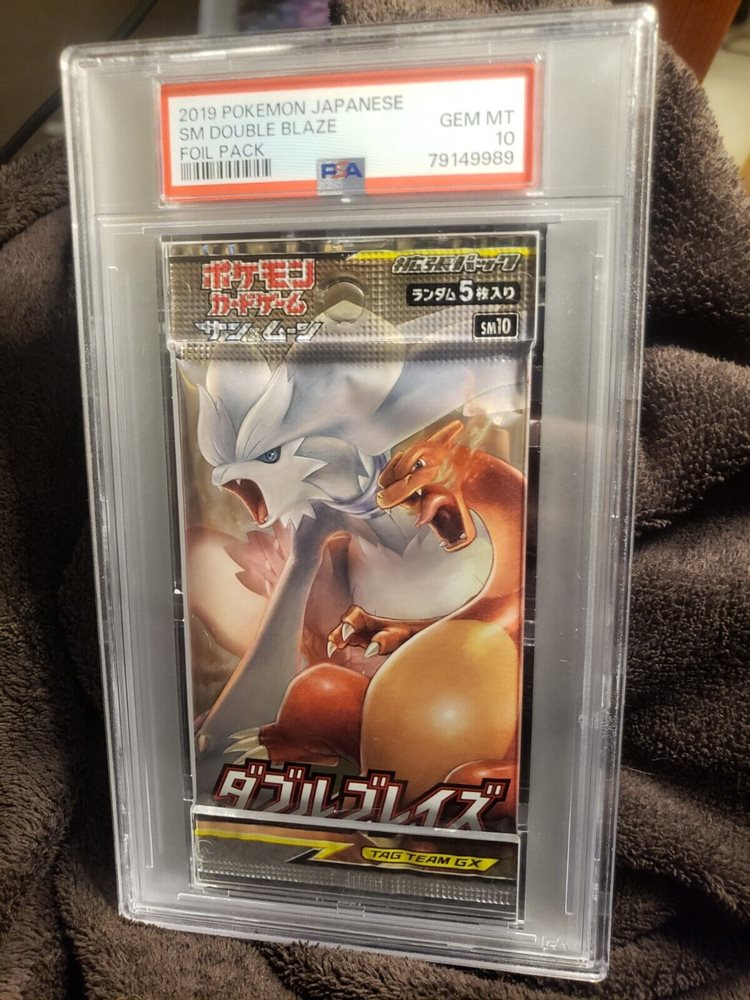 2019 POKEMON JAPANESE
SM DOUBLE BLAZE
FOIL PACK
GEM MT
10
79149989
PSA
ポケモン
カードゲーム
サン&ムーン
拡張パック
ランダム5枚入り
SM10
ダブルブレイズ
TAG TEAM GX